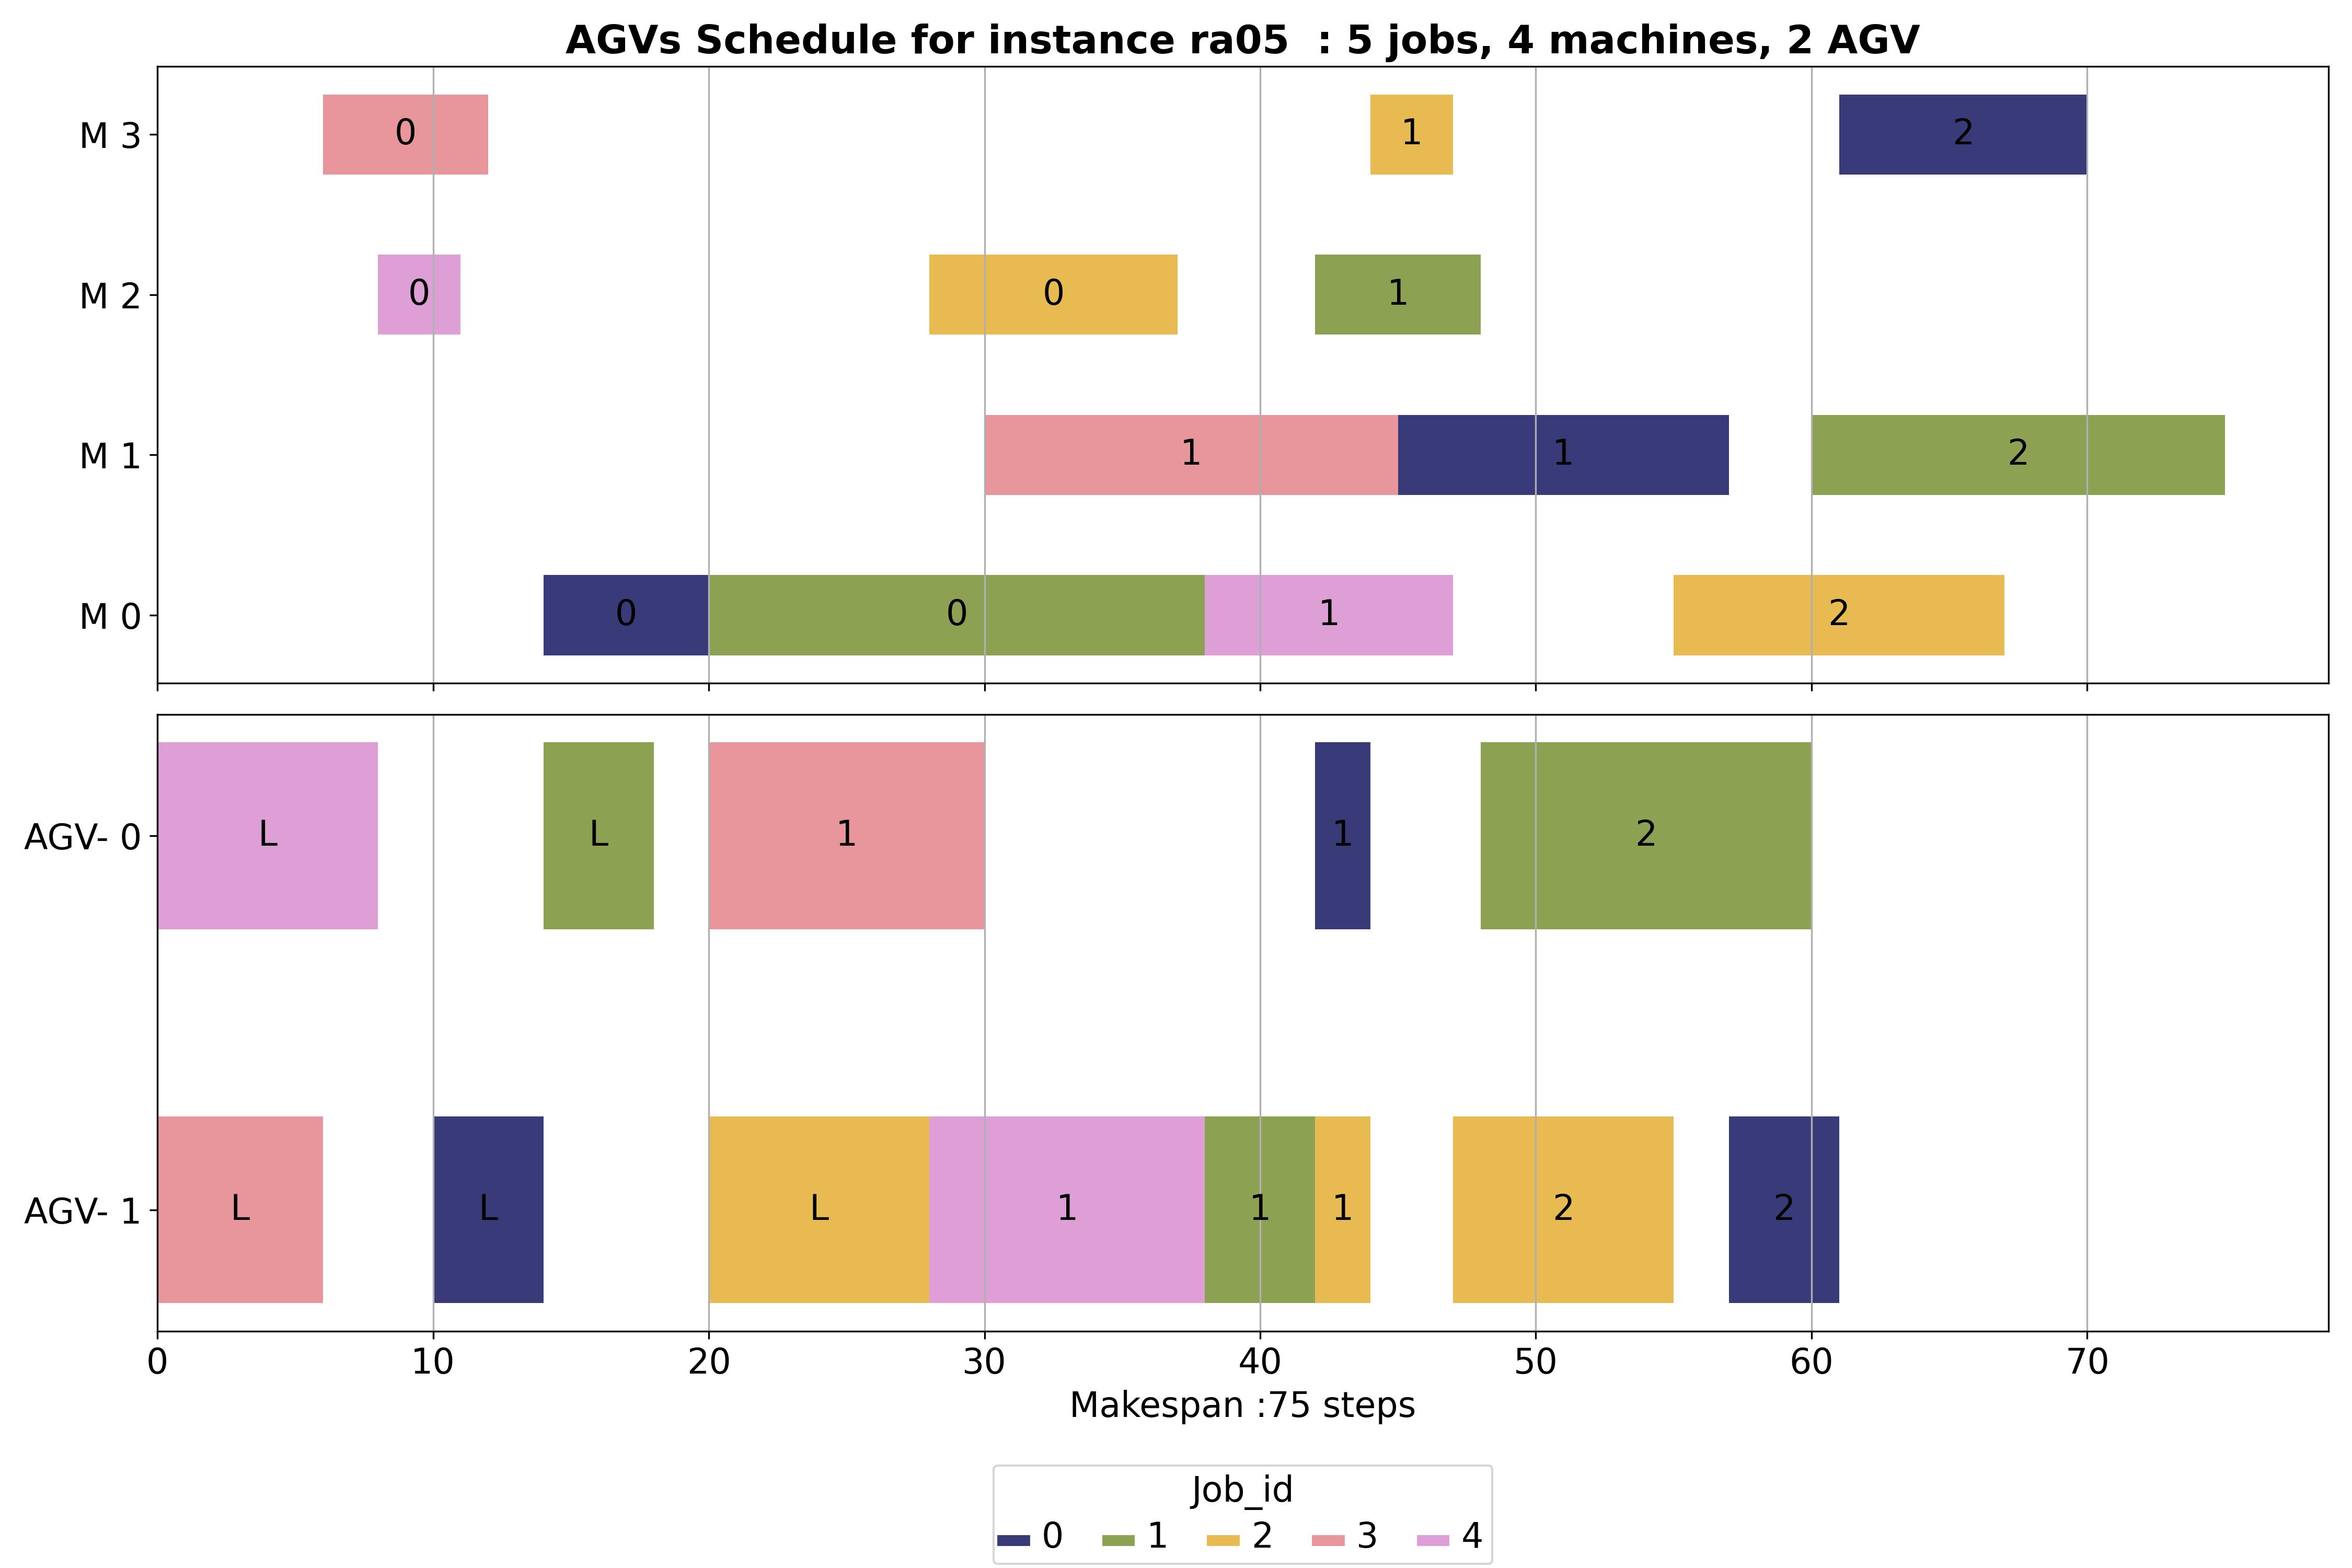 AGVs Schedule for instance ra05  : 5 jobs, 4 machines, 2 AGV
M 3 0 1 2
M 2 0 0 1
M 1 1 1 2
M 0 0 0 1 2
AGV- 0 L L 1 1 2
AGV- 1 L L L 1 1 1 2 2
0 10 20 30 40 50 60 70
Makespan :75 steps
Job_id
0 1 2 3 4